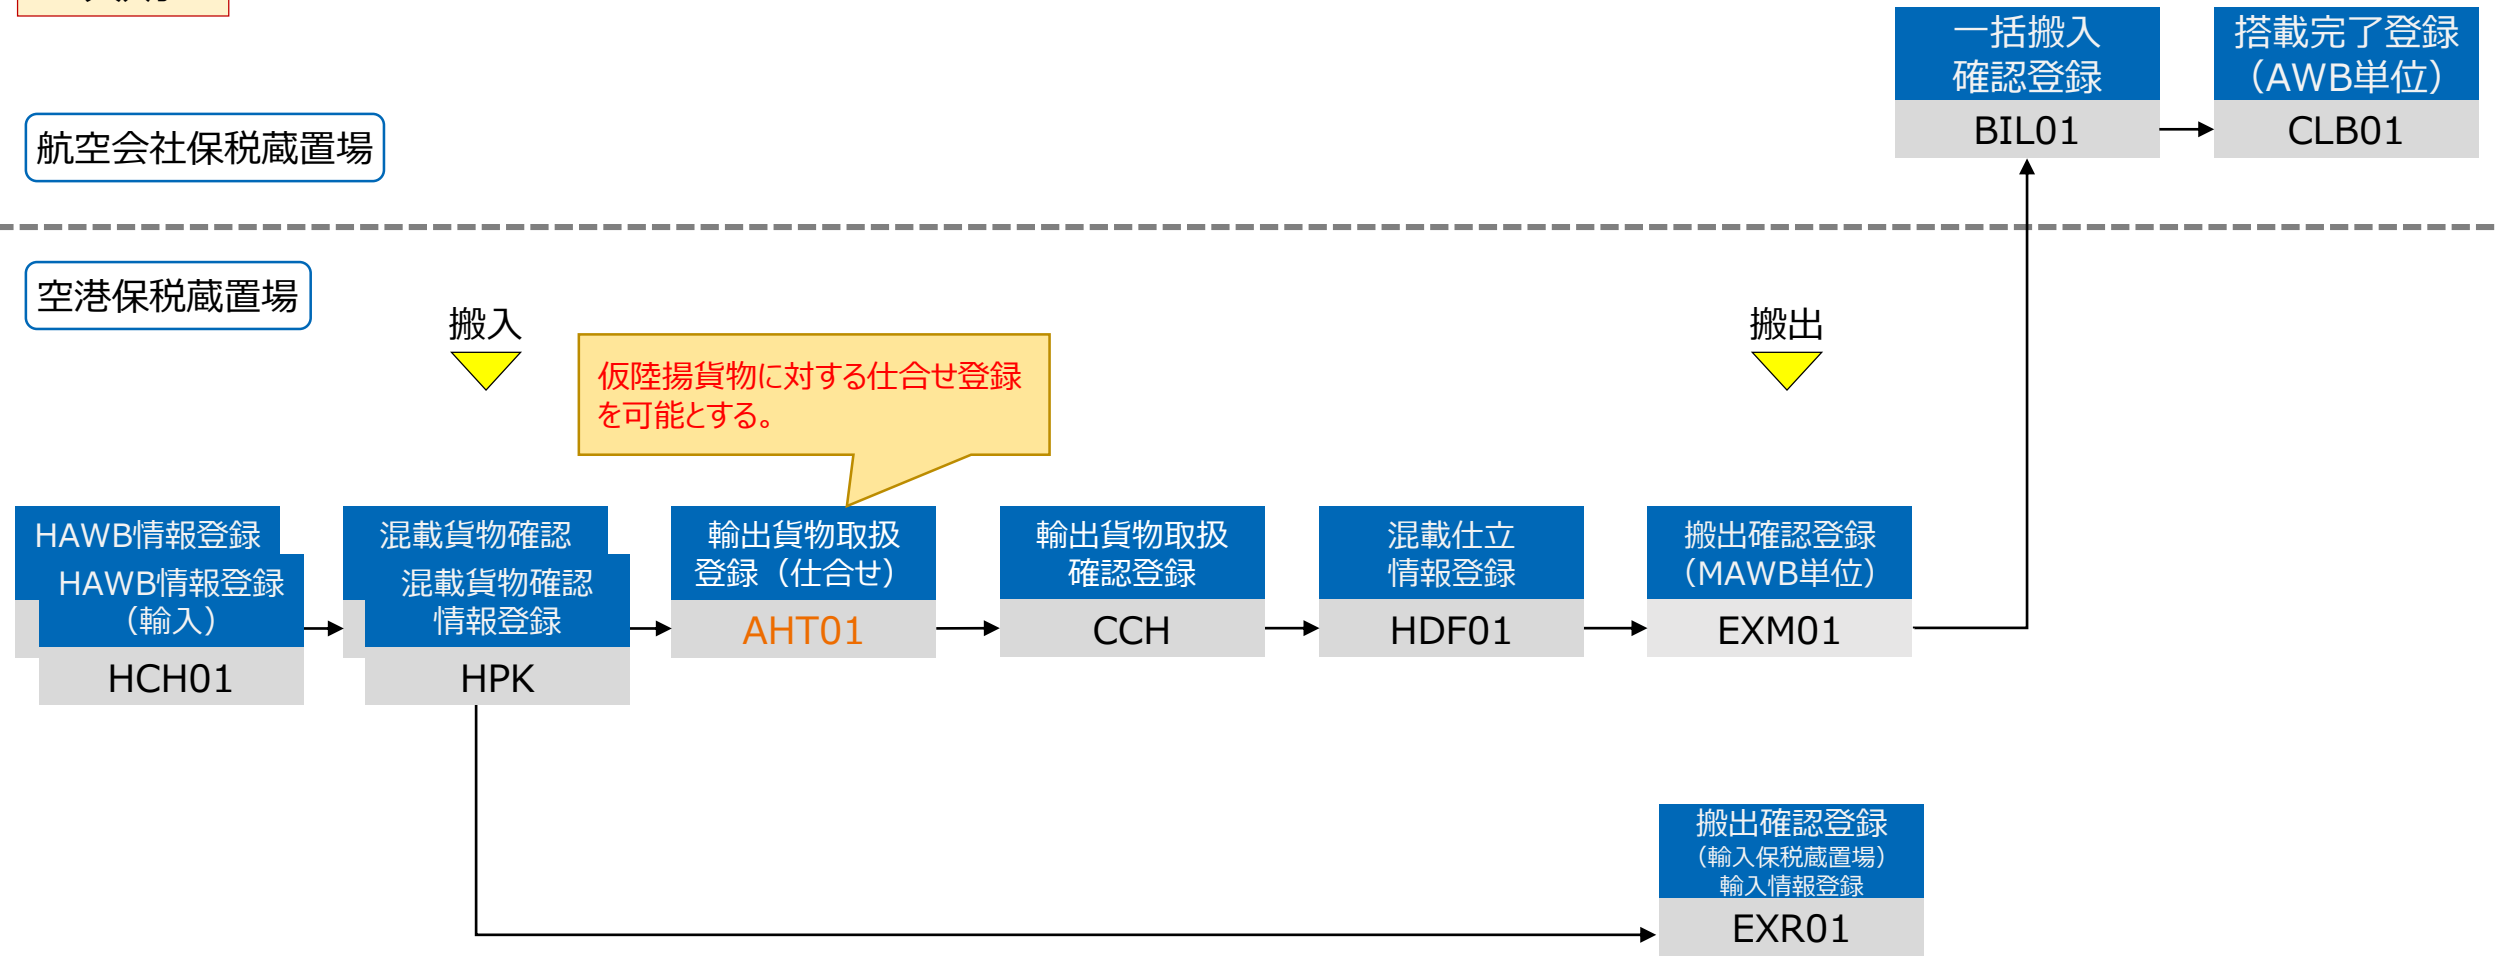 一括搬入
確認登録
BIL01
搭載完了登録
（AWB単位）
CLB01
航空会社保税蔵置場
空港保税蔵置場
搬入
搬出
仮陸揚貨物に対する仕合せ登録
を可能とする。
HAWB情報登録
HAWB情報登録
（輸入）
HCH01
混載貨物確認
混載貨物確認
情報登録
HPK
輸出貨物取扱
登録（仕合せ）
AHT01
輸出貨物取扱
確認登録
CCH
混載仕立
情報登録
HDF01
搬出確認登録
（MAWB単位）
EXM01
搬出確認登録
（輸入保税蔵置場）
輸入情報登録
EXR01